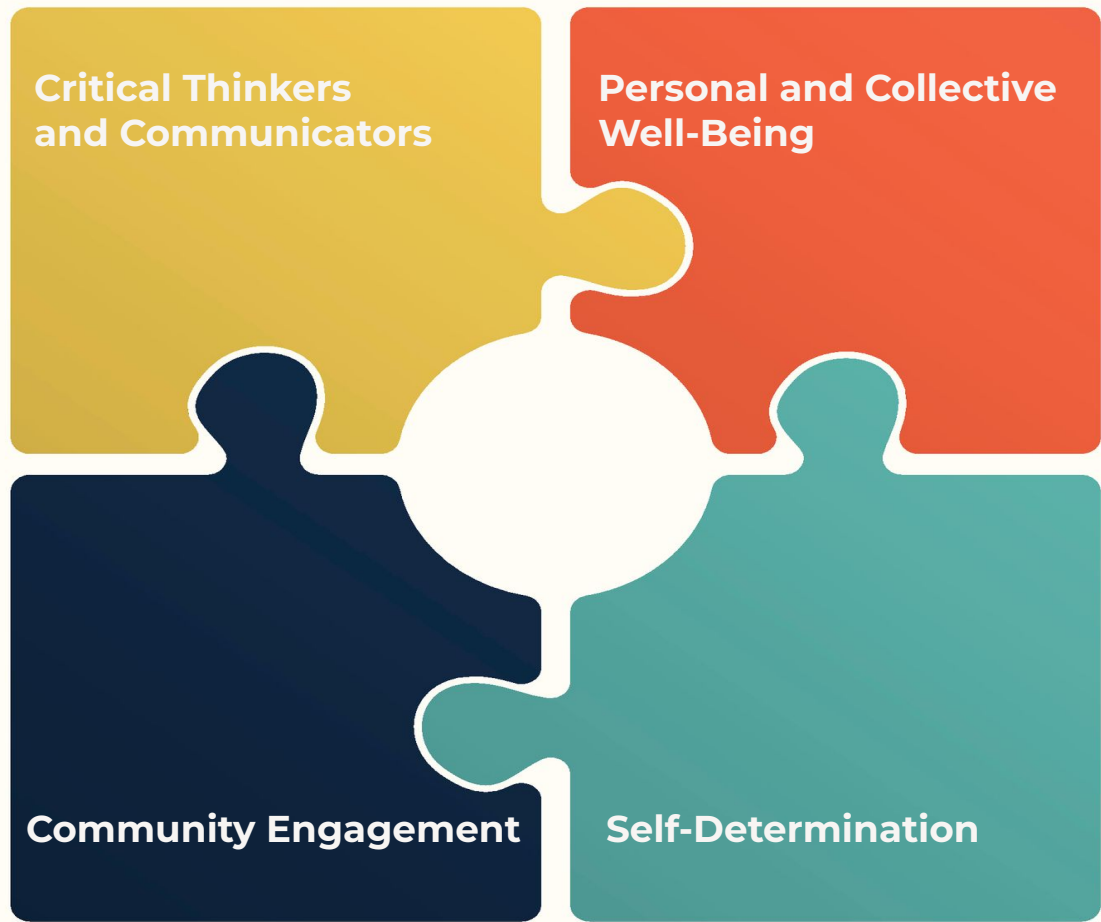 Critical Thinkers
and Communicators
Personal and Collective
Well-Being
Community Engagement
Self-Determination